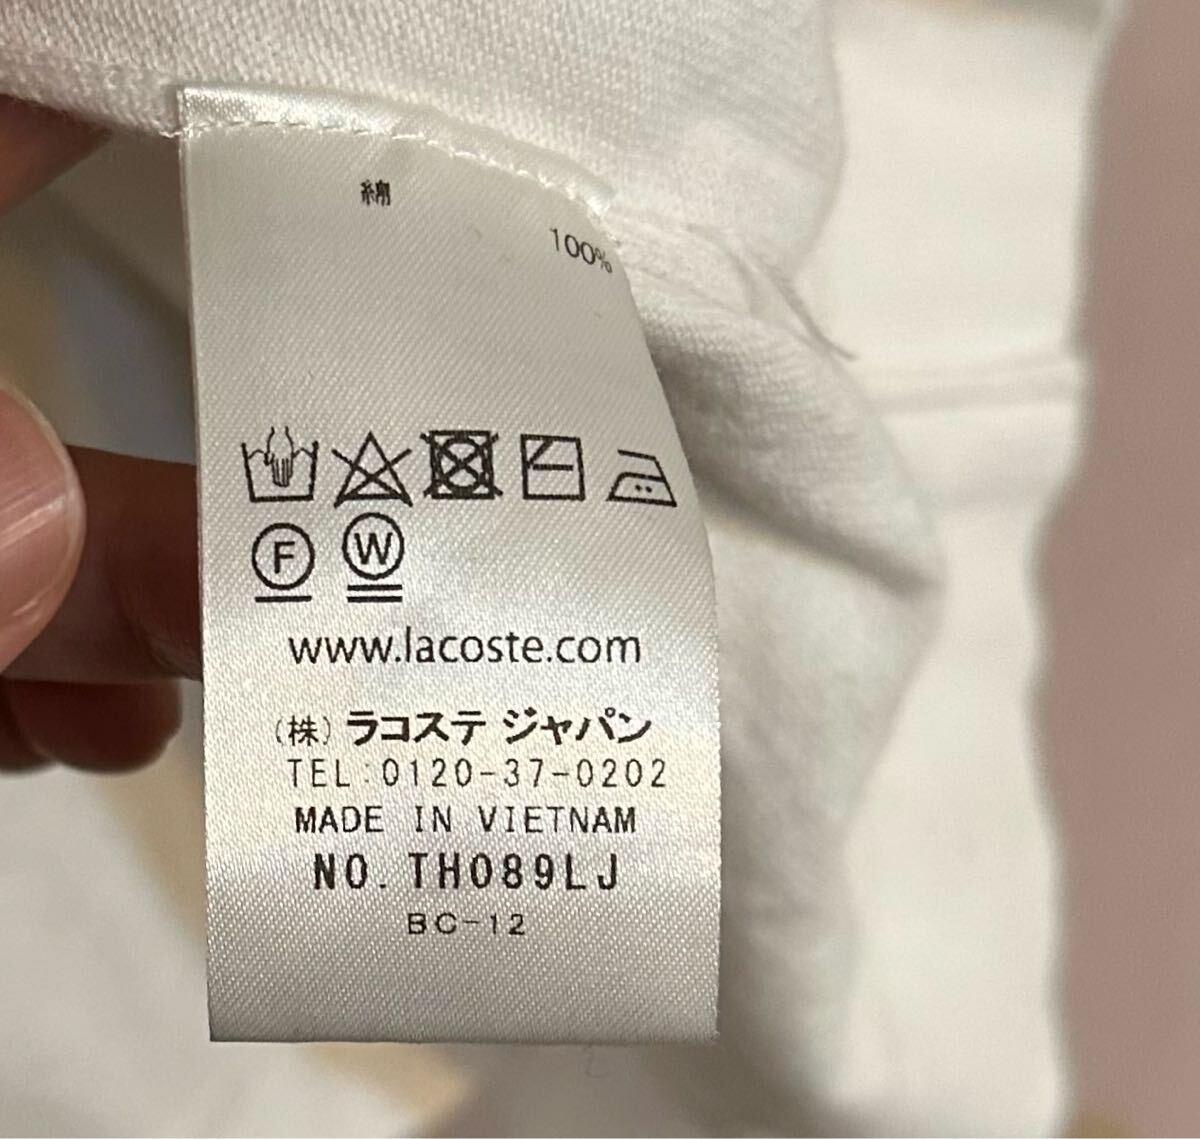 綿
100%
F W
www.lacoste.com
(株) ラコステ ジャパン
TEL:0120-37-0202
MADE IN VIETNAM
NO. TH089LJ
BC-12